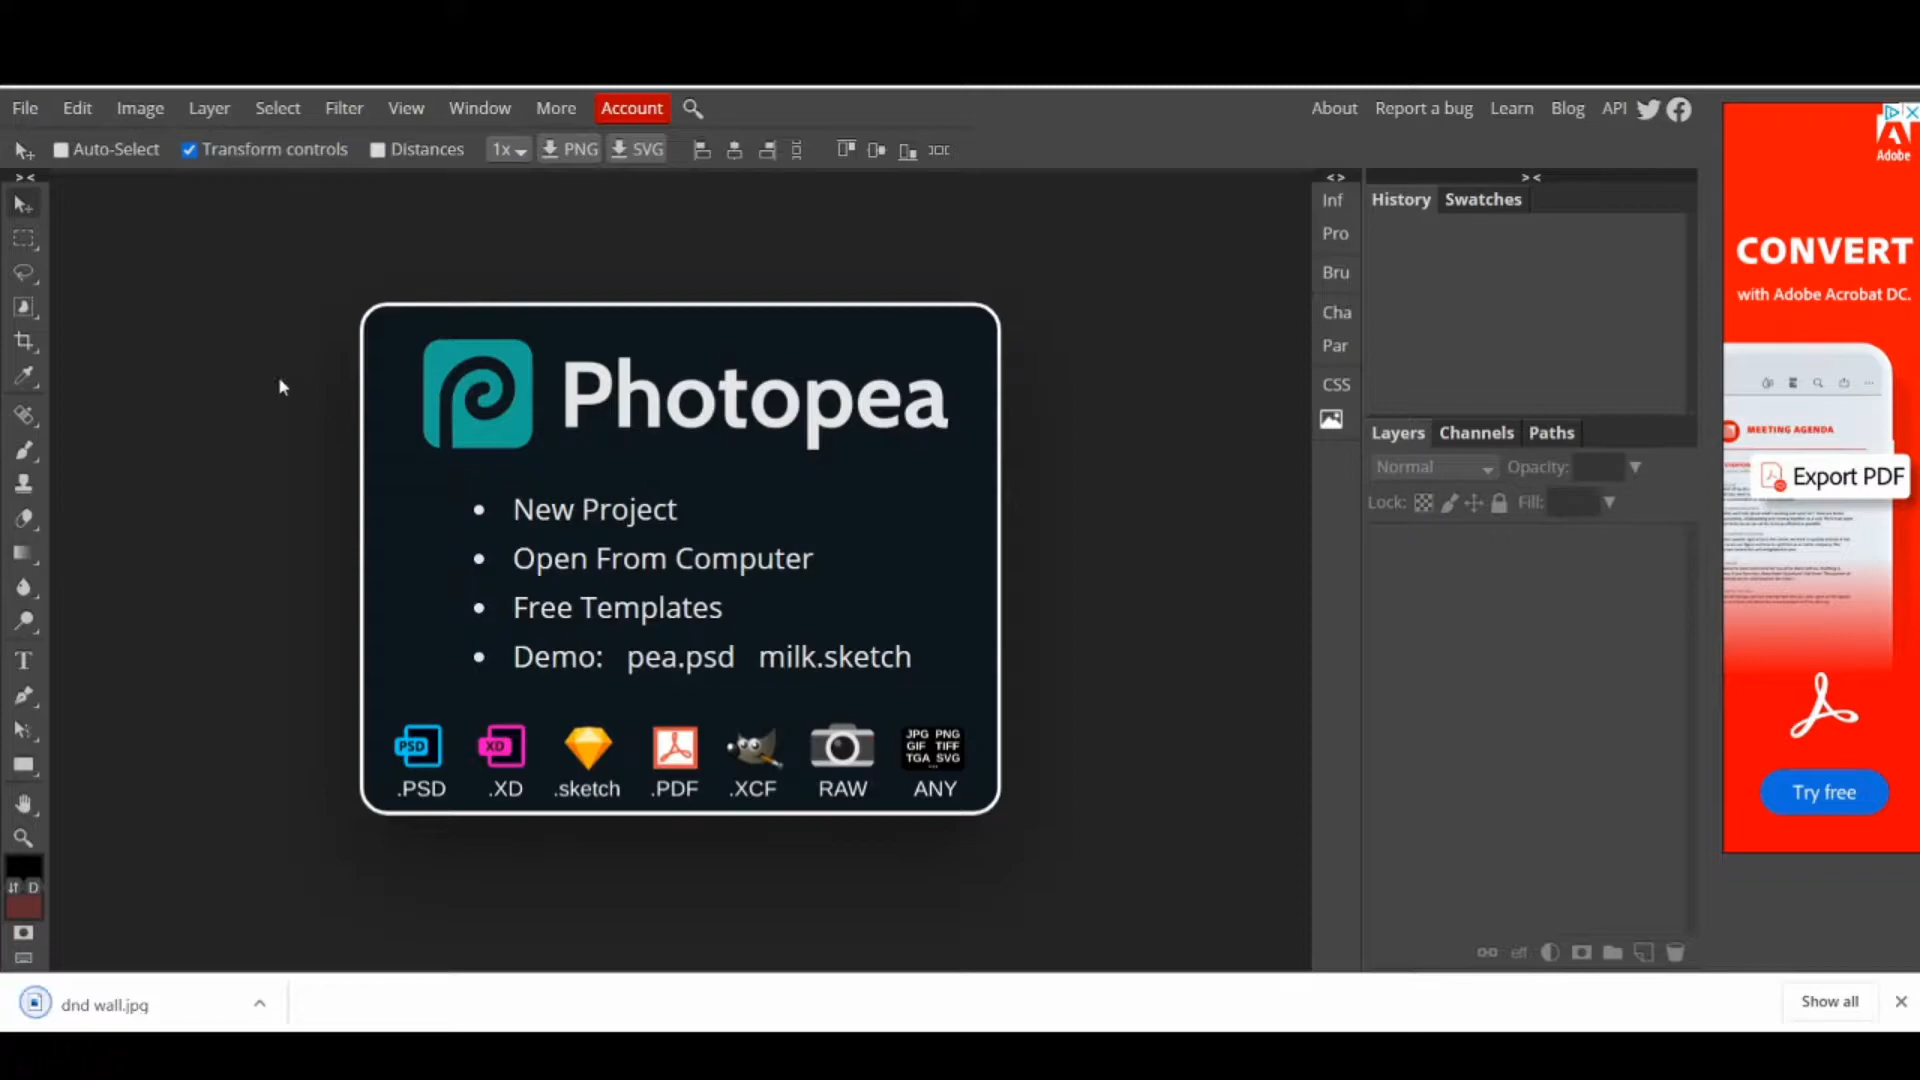 File Edit Image Layer Select Filter View Window More Account About Report a bug Learn Blog API
Auto-Select Transform controls Distances 1x PNG SVG
> <
< >
> <
Inf
Pro
Bru
Cha
Par
CSS
History Swatches
Layers Channels Paths
Normal Opacity:
Lock: Fill:
Photopea
• New Project
• Open From Computer
• Free Templates
• Demo: pea.psd milk.sketch
PSD XD JPG PNG
GIF TIFF
TGA SVG
...
.PSD .XD .sketch .PDF .XCF RAW ANY
T
D
eff
Adobe
CONVERT
with Adobe Acrobat DC.
MEETING AGENDA
Export PDF
Try free
dnd wall.jpg
Show all